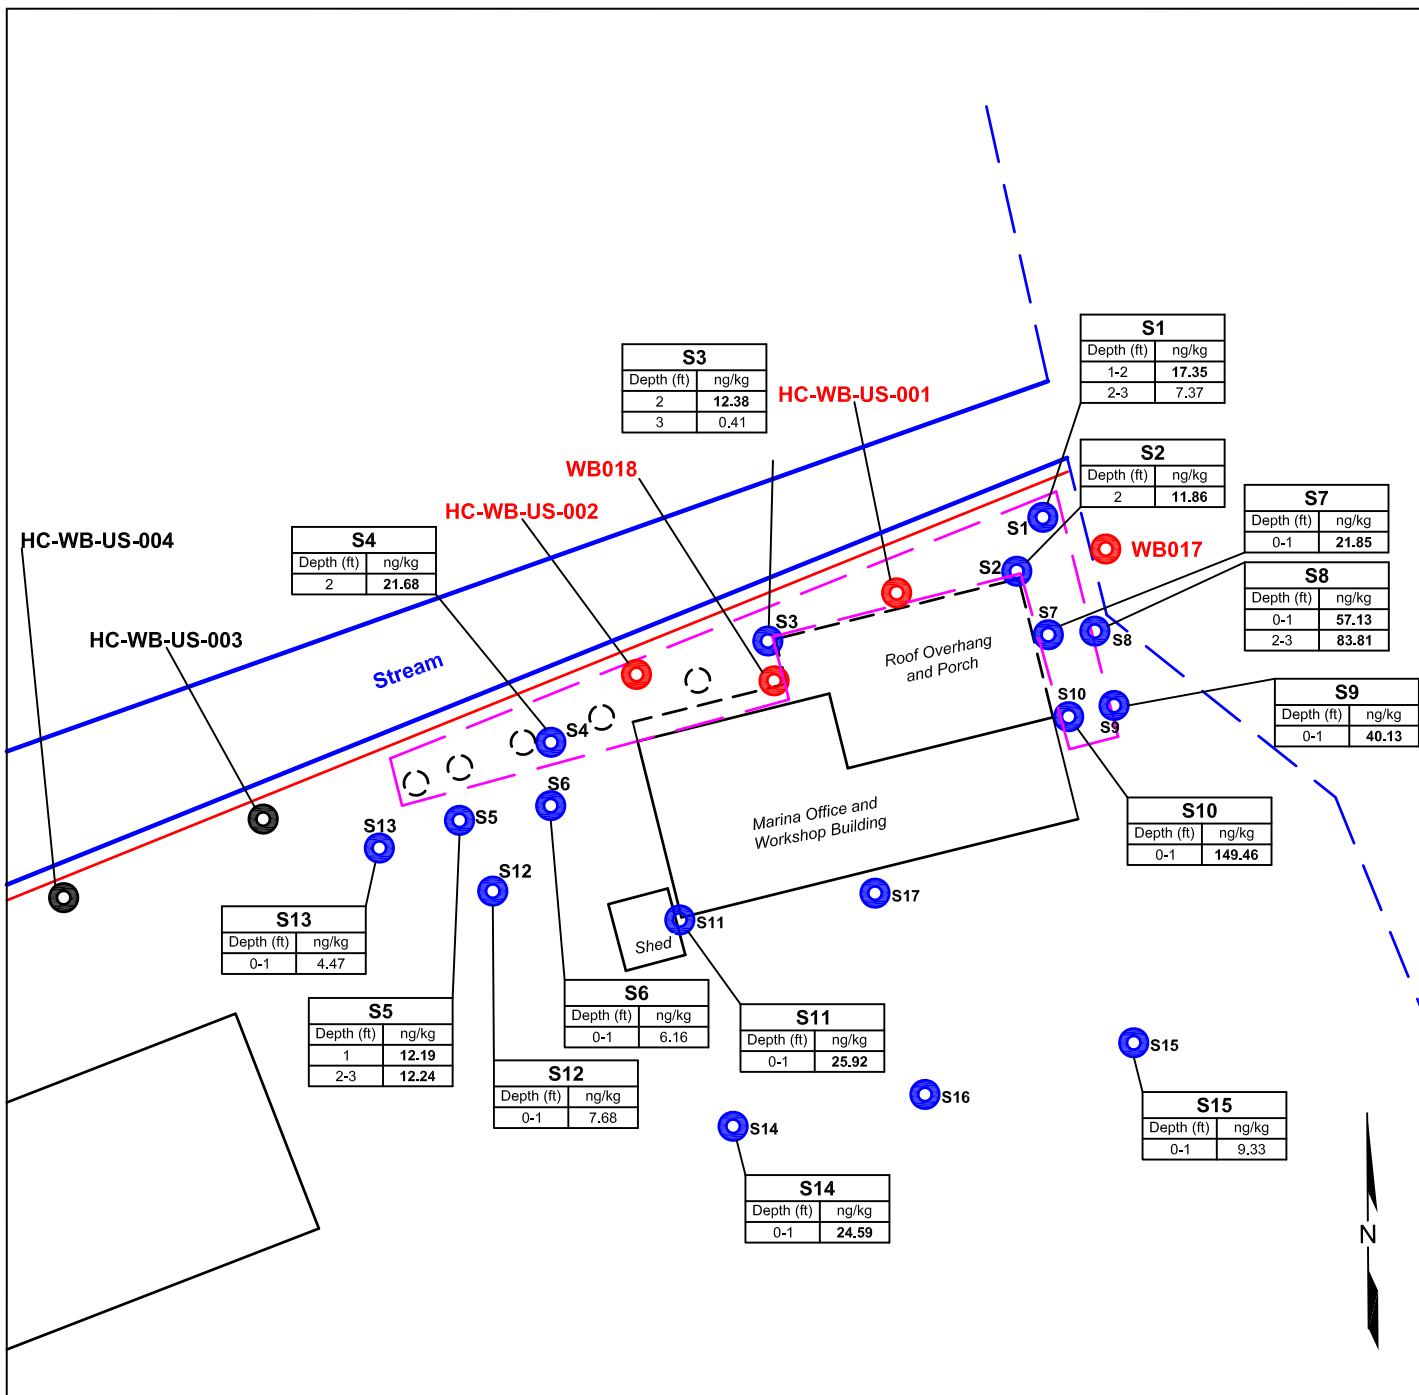 S1
Depth (ft) ng/kg
1-2 17.35
2-3 7.37
S3
Depth (ft) ng/kg
2 12.38
3 0.41
HC-WB-US-001
S2
Depth (ft) ng/kg
2 11.86
WB018
HC-WB-US-002
S7
Depth (ft) ng/kg
0-1 21.85
HC-WB-US-004
S4
Depth (ft) ng/kg
2 21.68
S1
WB017
S2
S8
Depth (ft) ng/kg
0-1 57.13
2-3 83.81
HC-WB-US-003
Stream
S3
Roof Overhang
and Porch
S7
S8
S9
Depth (ft) ng/kg
0-1 40.13
S10
S9
S4
S6
S5
S13
Marina Office and
Workshop Building
S10
Depth (ft) ng/kg
0-1 149.46
S12
S17
S11
Shed
S13
Depth (ft) ng/kg
0-1 4.47
S5
Depth (ft) ng/kg
1 12.19
2-3 12.24
S6
Depth (ft) ng/kg
0-1 6.16
S11
Depth (ft) ng/kg
0-1 25.92
S12
Depth (ft) ng/kg
0-1 7.68
S15
S16
S14
S15
Depth (ft) ng/kg
0-1 9.33
S14
Depth (ft) ng/kg
0-1 24.59
N